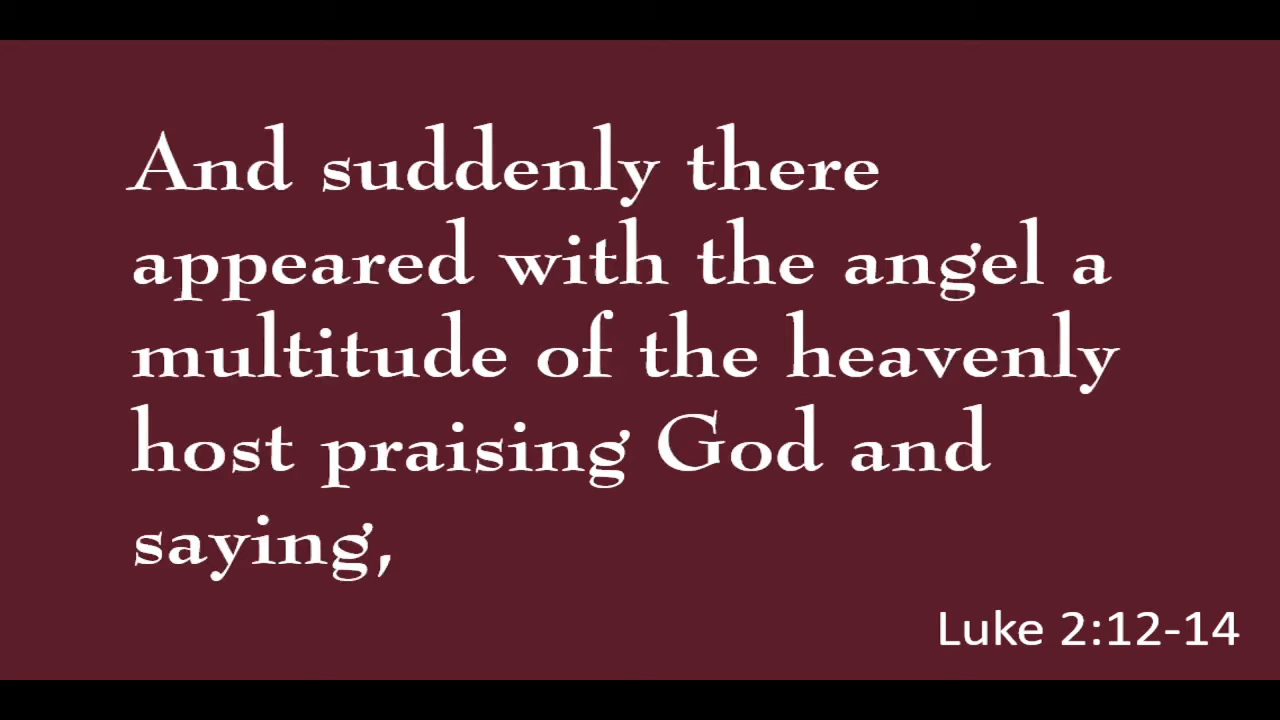 And suddenly there
appeared with the angel a
multitude of the heavenly
host praising God and
saying,
Luke 2:12-14